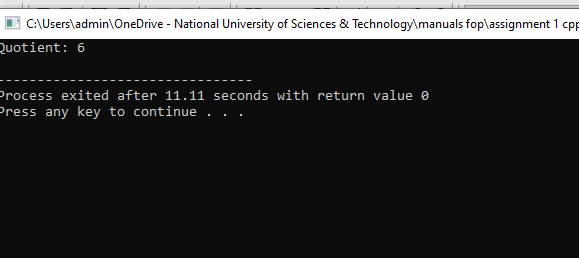 C:\Users\admin\OneDrive - National University of Sciences & Technology\manuals fop\assignment 1 cpp
Quotient: 6
--------------------------------
Process exited after 11.11 seconds with return value 0
Press any key to continue . . .